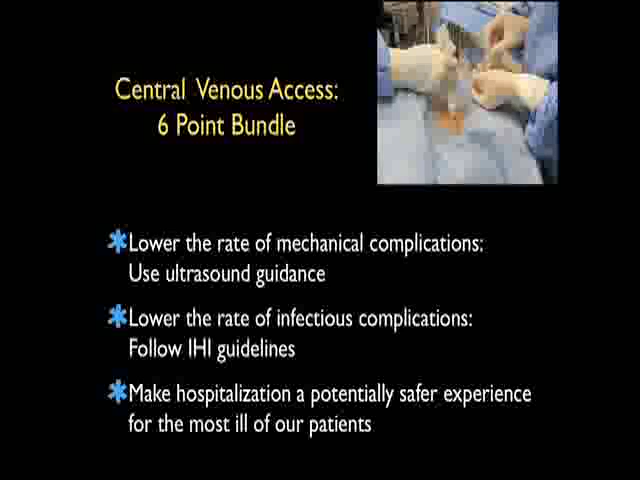 Central Venous Access:
6 Point Bundle
Lower the rate of mechanical complications:
Use ultrasound guidance
Lower the rate of infectious complications:
Follow IHI guidelines
Make hospitalization a potentially safer experience
for the most ill of our patients